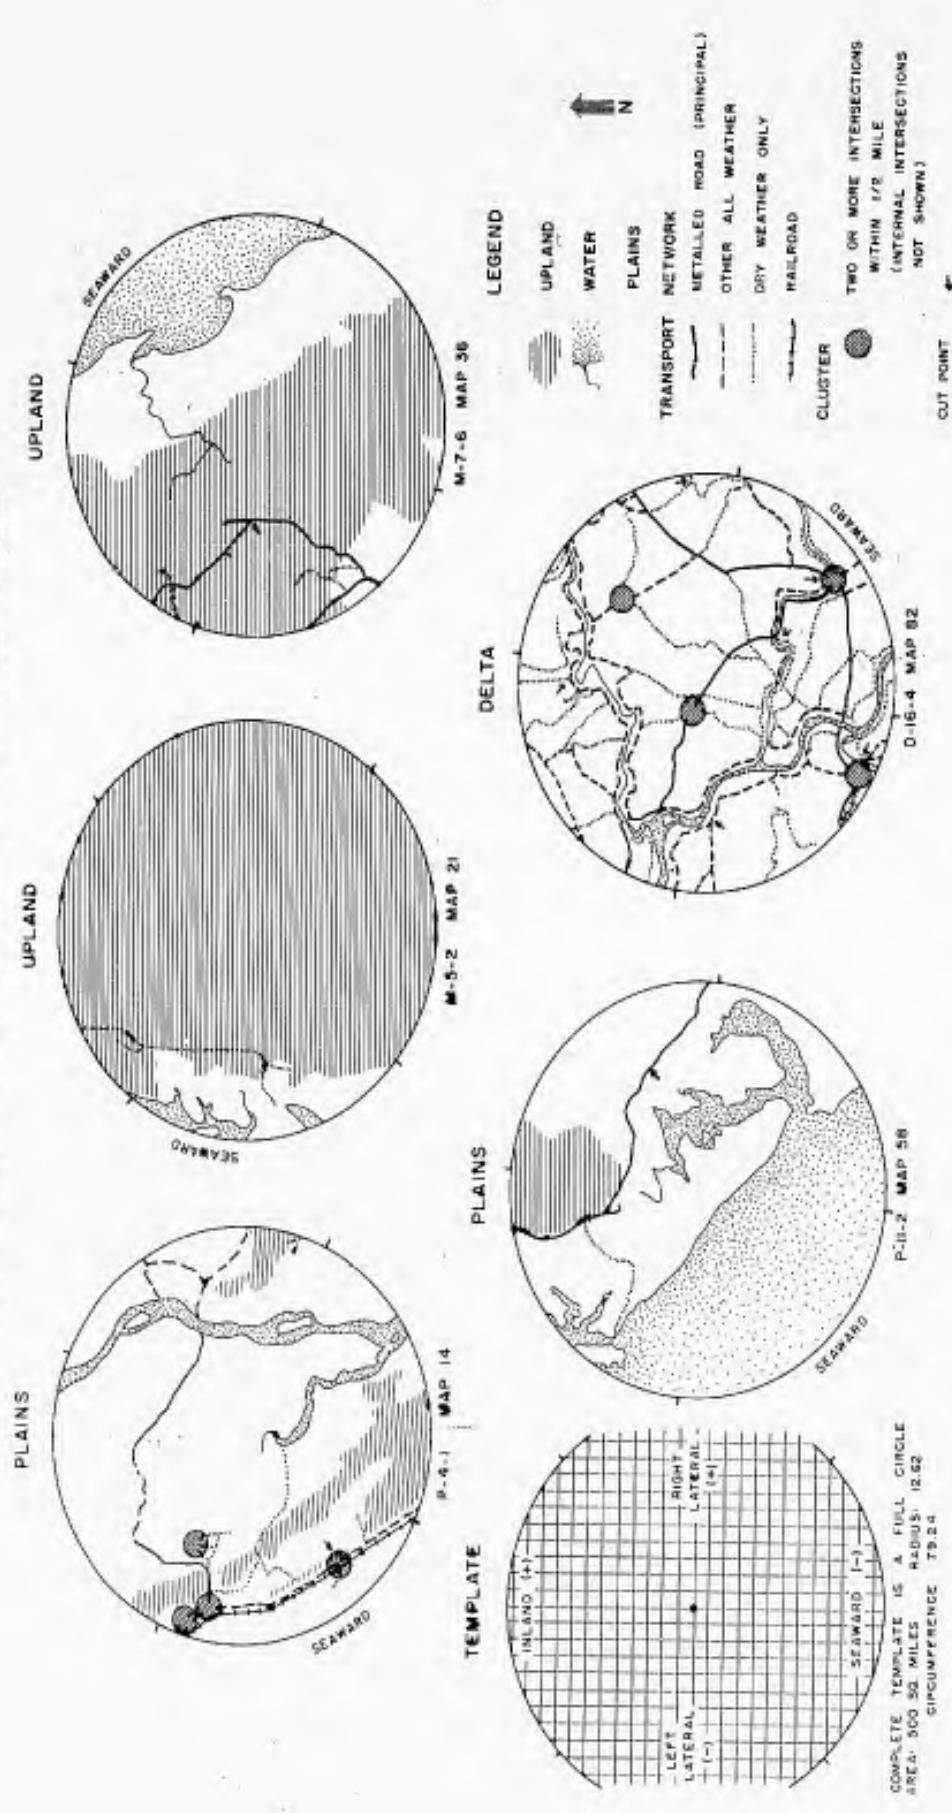 PLAINS
SEAWARD
P-4-1 MAP 14
UPLAND
SEAWARD
M-5-2 MAP 21
UPLAND
SEAWARD
M-7-6 MAP 36
TEMPLATE
INLAND (+)
LEFT
LATERAL
(-)
RIGHT
LATERAL
(+)
SEAWARD (-)
COMPLETE TEMPLATE IS A FULL CIRCLE
AREA: 500 SQ. MILES RADIUS: 12.62
CIRCUMFERENCE 79.24
PLAINS
SEAWARD
P-11-2 MAP 58
DELTA
SEAWARD
D-16-4 MAP 82
LEGEND
UPLAND
WATER
PLAINS
N
TRANSPORT NETWORK
METALLED ROAD (PRINCIPAL)
OTHER ALL WEATHER
DRY WEATHER ONLY
RAILROAD
CLUSTER
TWO OR MORE INTERSECTIONS
WITHIN 1/2 MILE
(INTERNAL INTERSECTIONS
NOT SHOWN)
CUT POINT